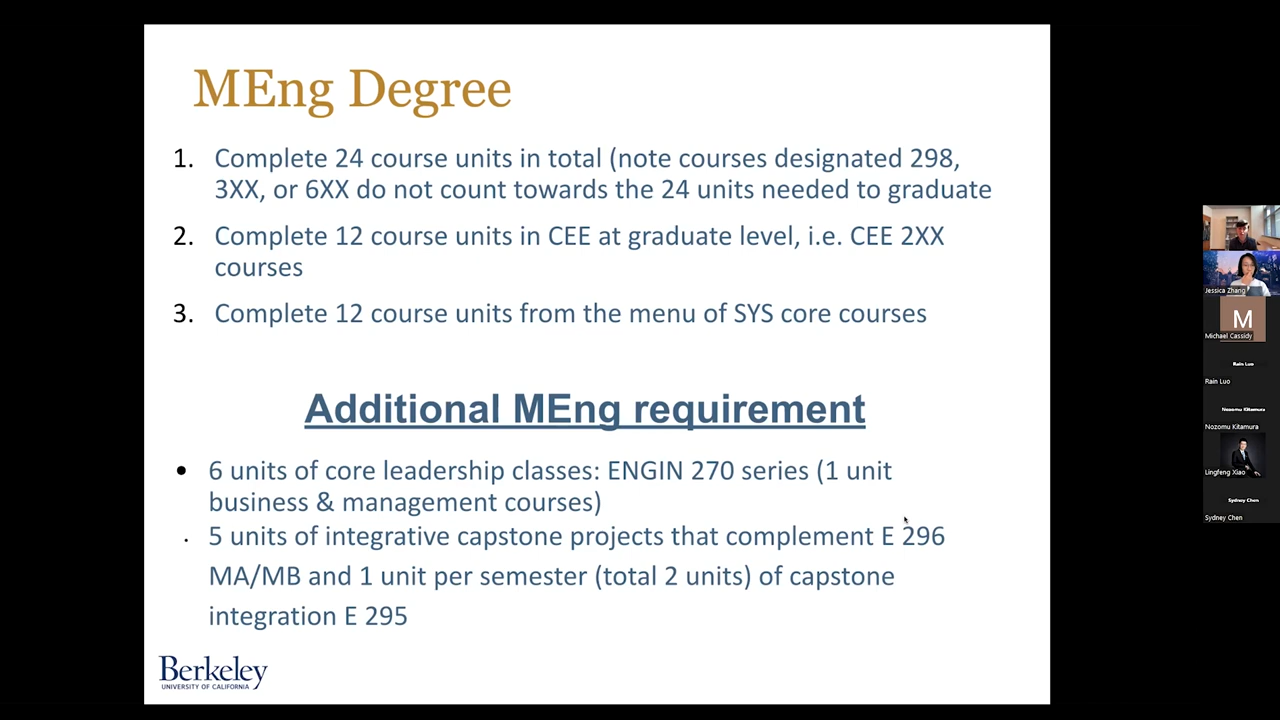 MEng Degree
1. Complete 24 course units in total (note courses designated 298,
3XX, or 6XX do not count towards the 24 units needed to graduate
2. Complete 12 course units in CEE at graduate level, i.e. CEE 2XX
courses
3. Complete 12 course units from the menu of SYS core courses
Additional MEng requirement
• 6 units of core leadership classes: ENGIN 270 series (1 unit
business & management courses)
• 5 units of integrative capstone projects that complement E 296
MA/MB and 1 unit per semester (total 2 units) of capstone
integration E 295
Berkeley
UNIVERSITY OF CALIFORNIA
Jessica Zhang
M
Michael Cassidy
Rain Luo
Rain Luo
Nozomu Kitamura
Nozomu Kitamura
Lingfeng Xiao
Sydney Chen
Sydney Chen